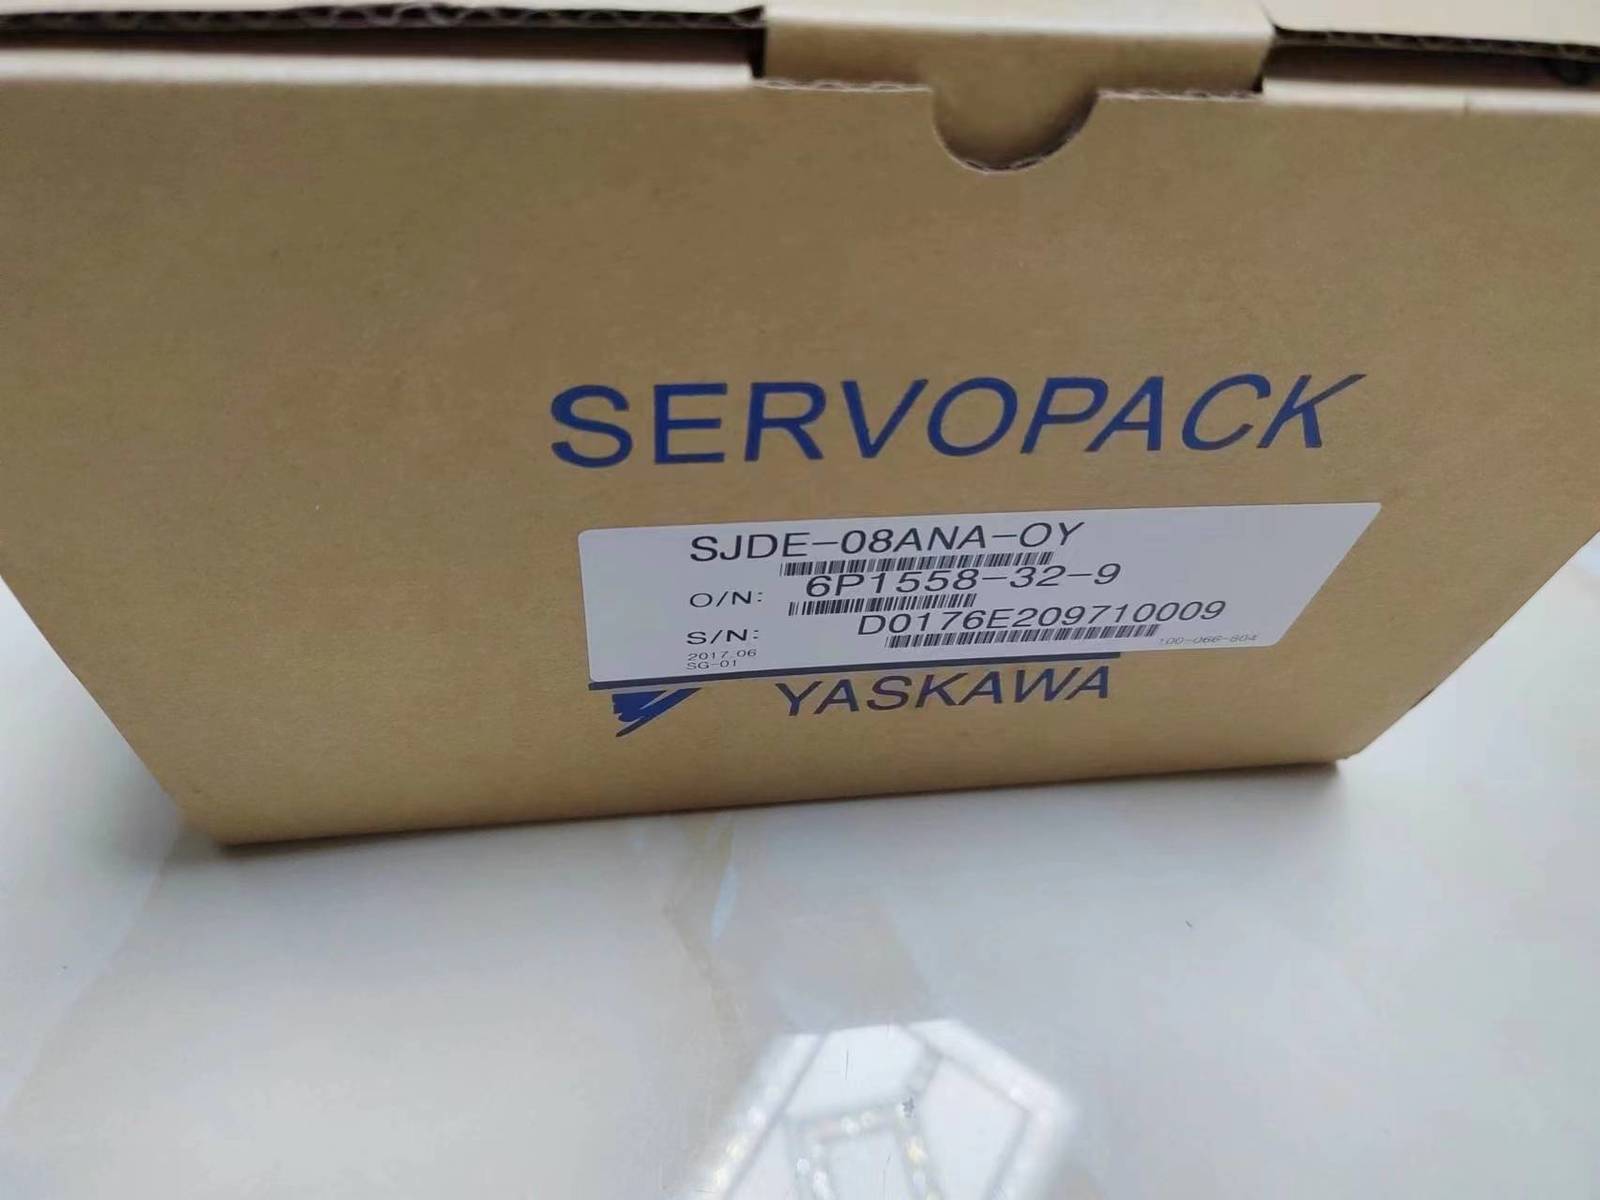 SERVOPACK
SJDE-08ANA-OY
O/N: 6P1558-32-9
S/N: D0176E209710009
2017.06
SG-01
100-066-804
YASKAWA